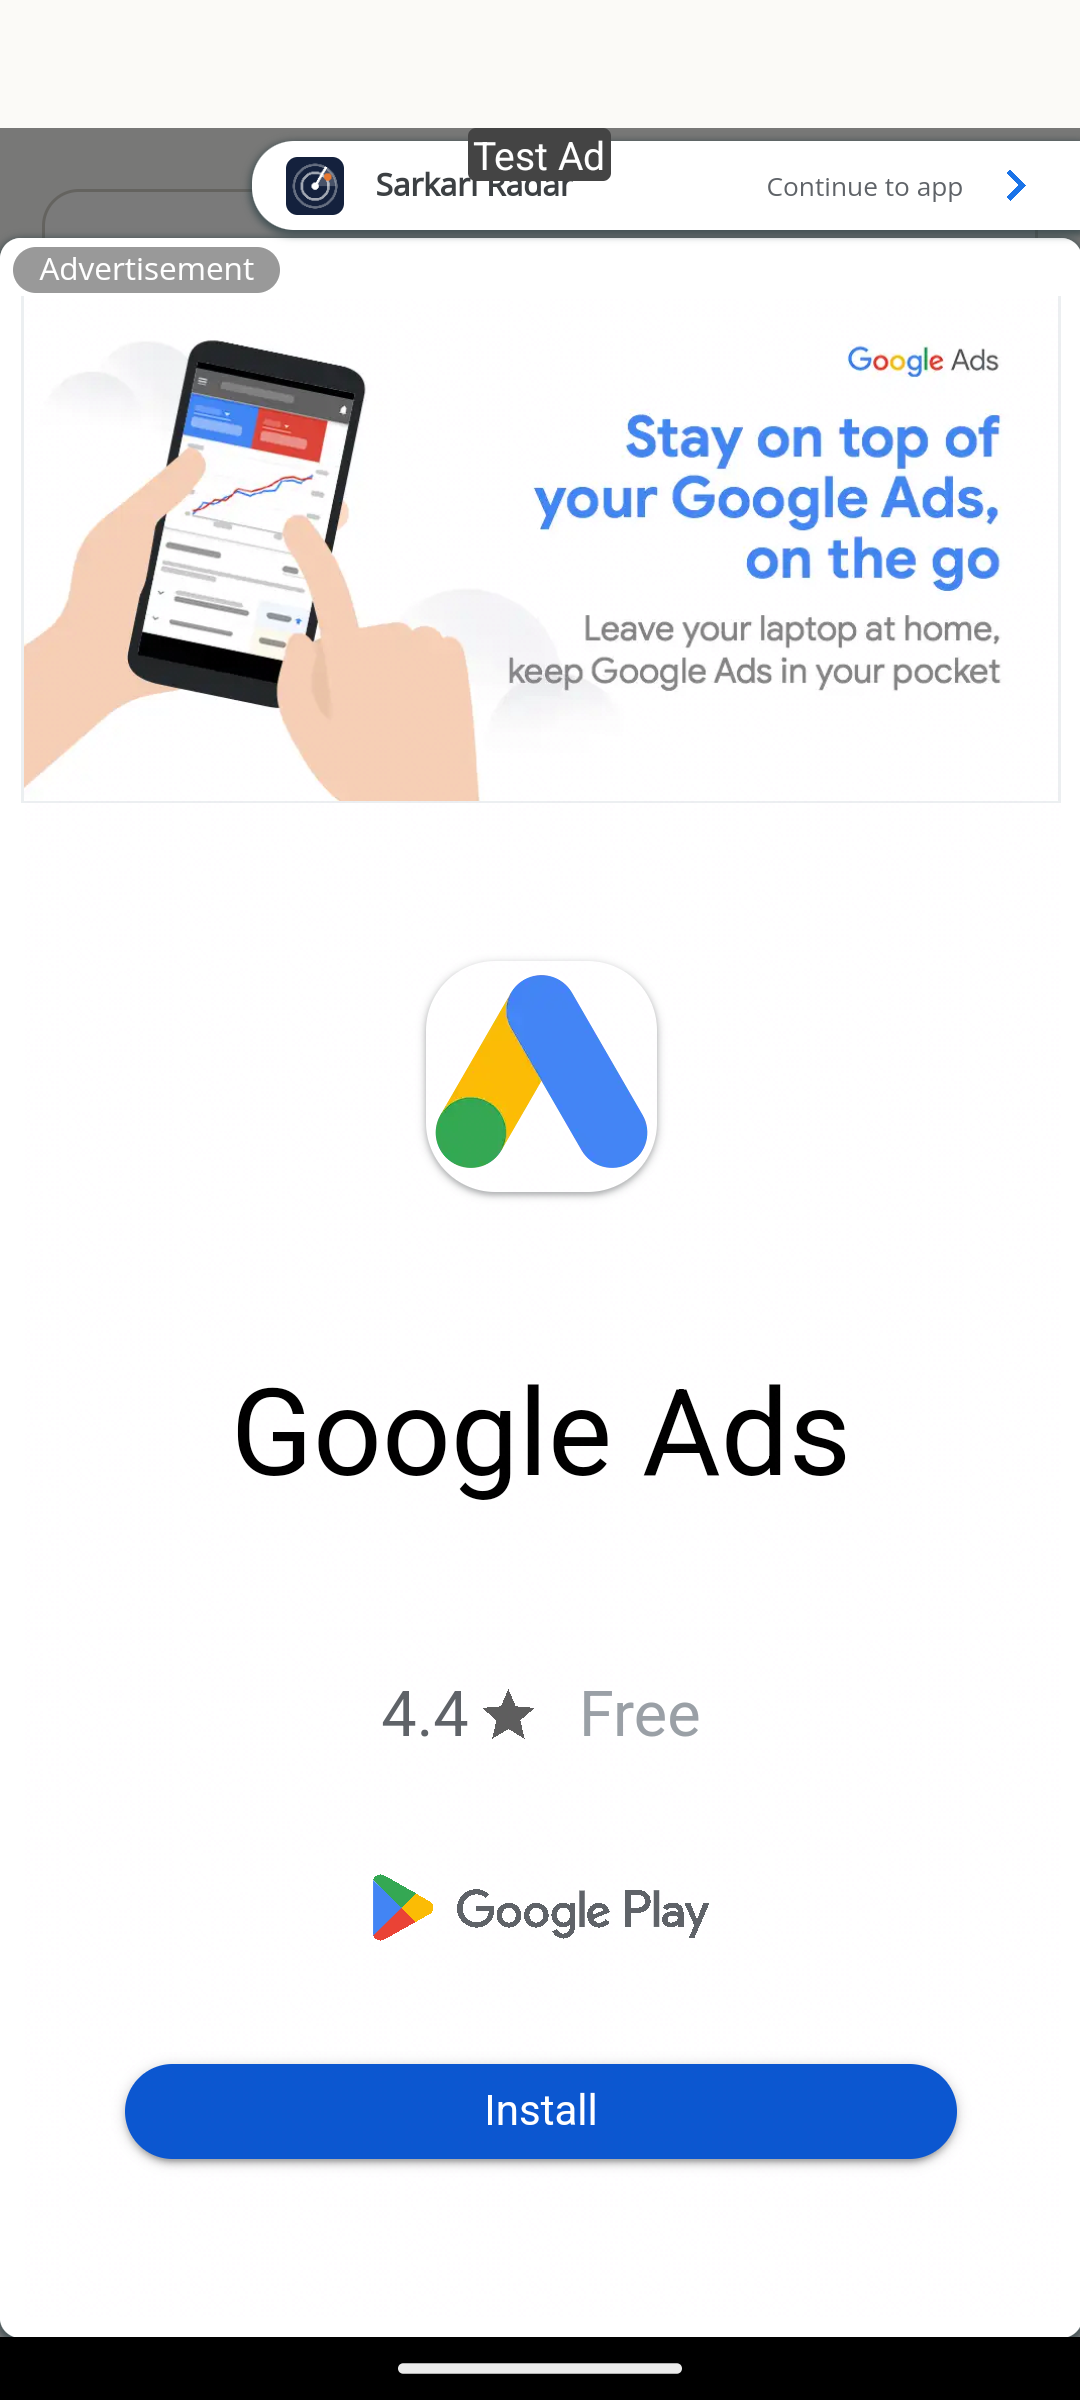 Test Ad
Sarkari Radar
Continue to app
Advertisement
Google Ads
Stay on top of
your Google Ads,
on the go
Leave your laptop at home,
keep Google Ads in your pocket
Google Ads
4.4 ★ Free
Google Play
Install